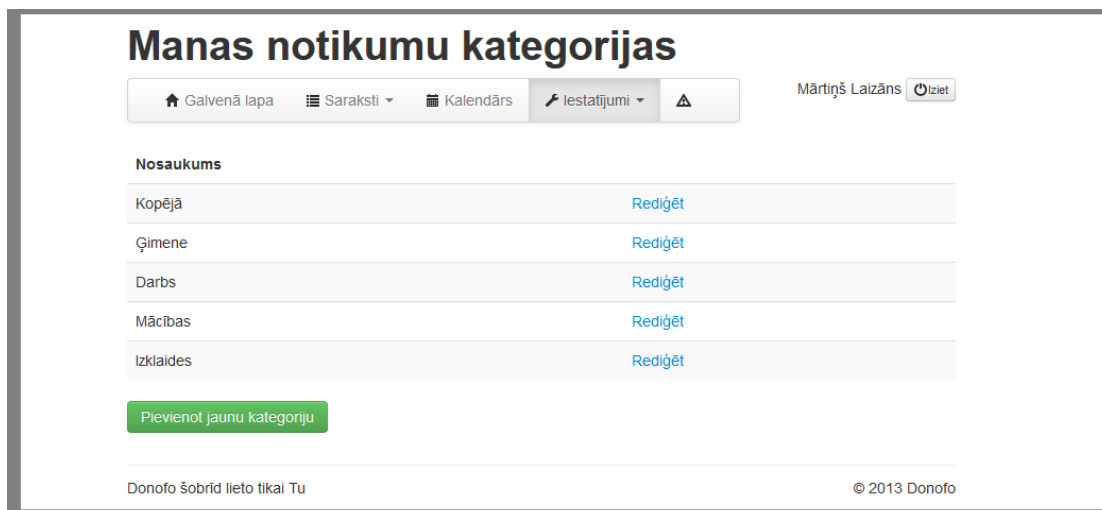 Manas notikumu kategorijas
Galvenā lapa Saraksti Kalendārs Iestatījumi
Mārtiņš Laizāns Iziet
Nosaukums
Kopējā Rediģēt
Ģimene Rediģēt
Darbs Rediģēt
Mācības Rediģēt
Izklaides Rediģēt
Pievienot jaunu kategoriju
Donofo šobrīd lieto tikai Tu © 2013 Donofo